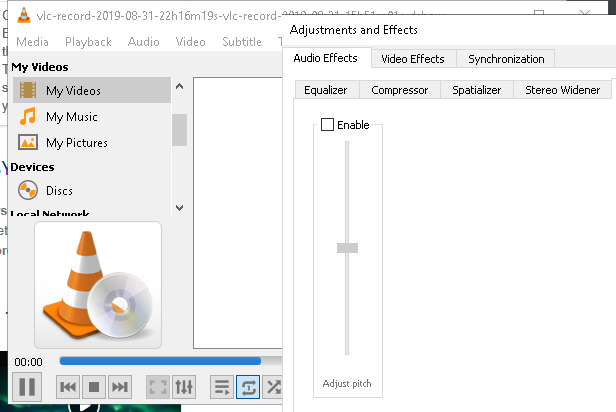 vlc-record-2019-08-31-22h16m19s-vlc-record-2019-08-31-15h51
Media Playback Audio Video Subtitle T
My Videos
My Videos
My Music
My Pictures
Devices
Discs
Local Network
00:00
Adjustments and Effects
Audio Effects Video Effects Synchronization
Equalizer Compressor Spatializer Stereo Widener
Enable
Adjust pitch